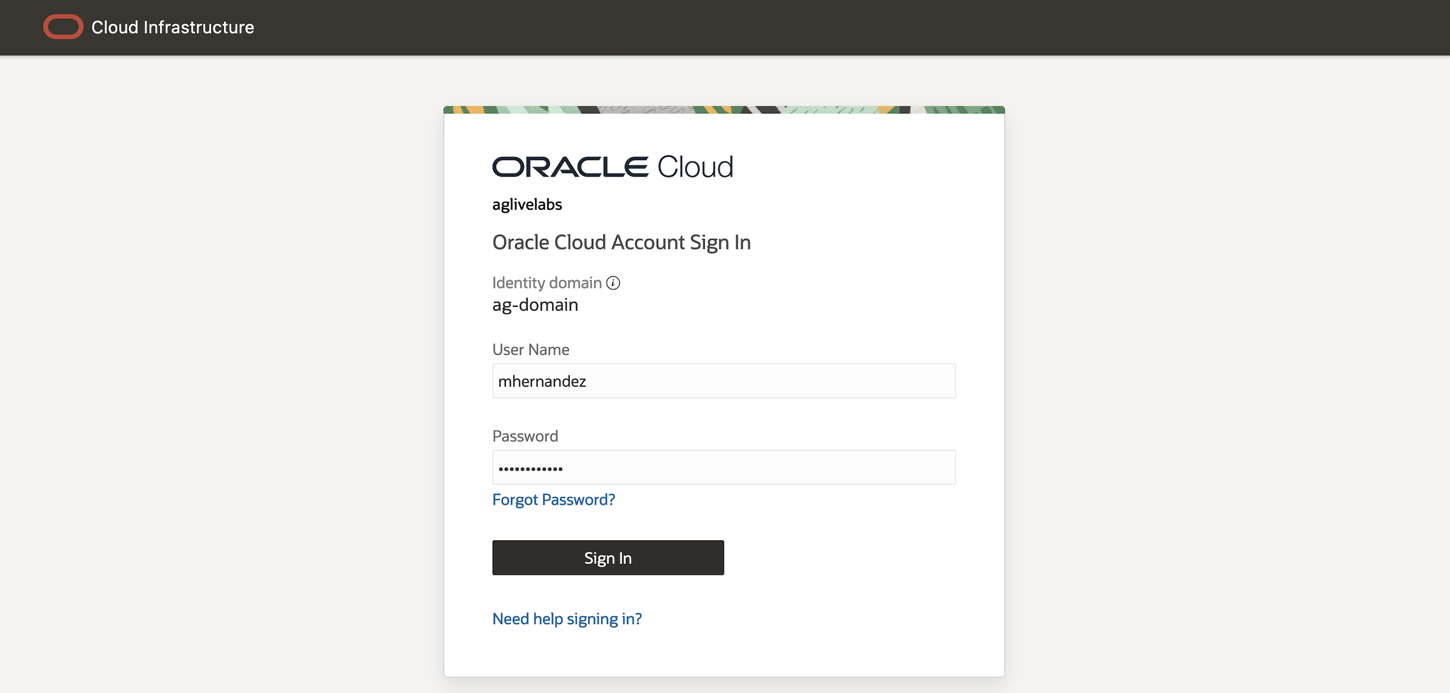 Cloud Infrastructure
ORACLE Cloud
aglivelabs
Oracle Cloud Account Sign In
Identity domain
ag-domain
User Name
mhernandez
Password
••••••••••••
Forgot Password?
Sign In
Need help signing in?